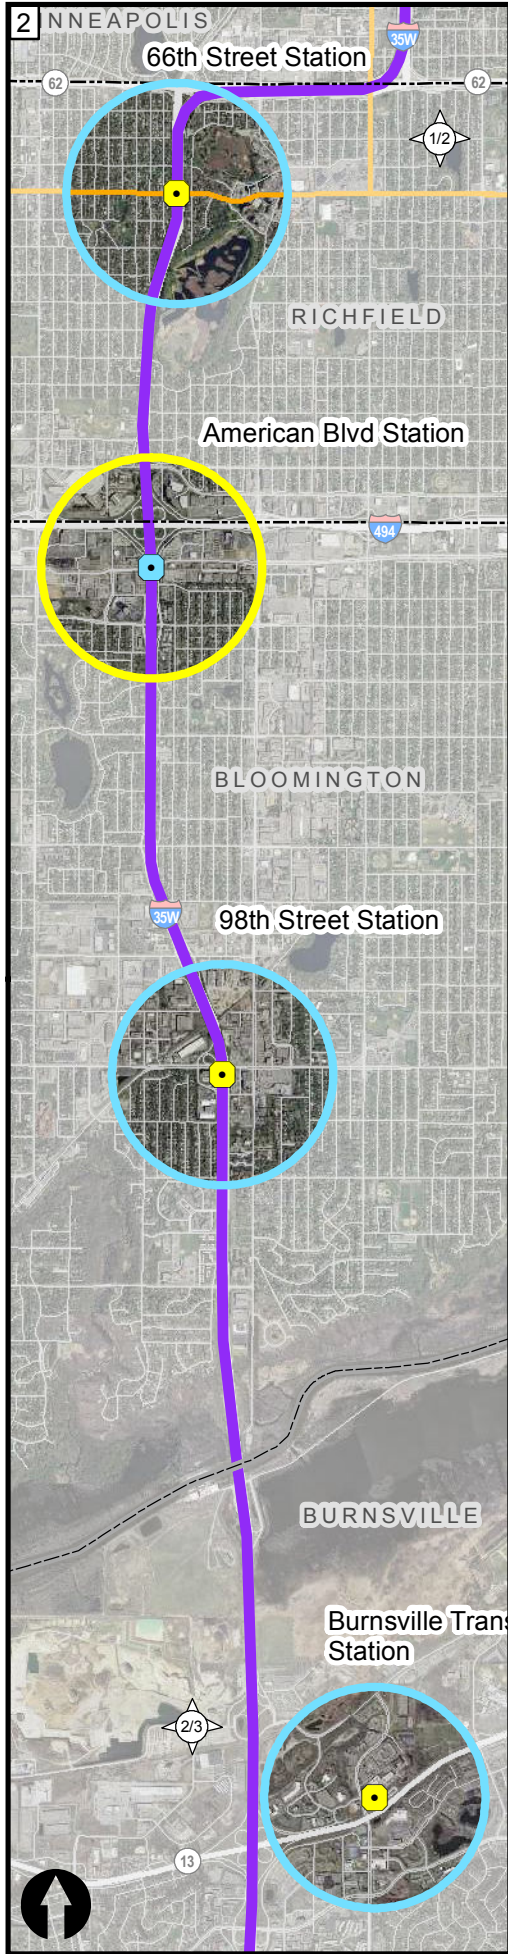 2
NNEAPOLIS
35W
66th Street Station
62
62
1/2
RICHFIELD
American Blvd Station
494
BLOOMINGTON
35W
98th Street Station
BURNSVILLE
Burnsville Trans
Station
2/3
13